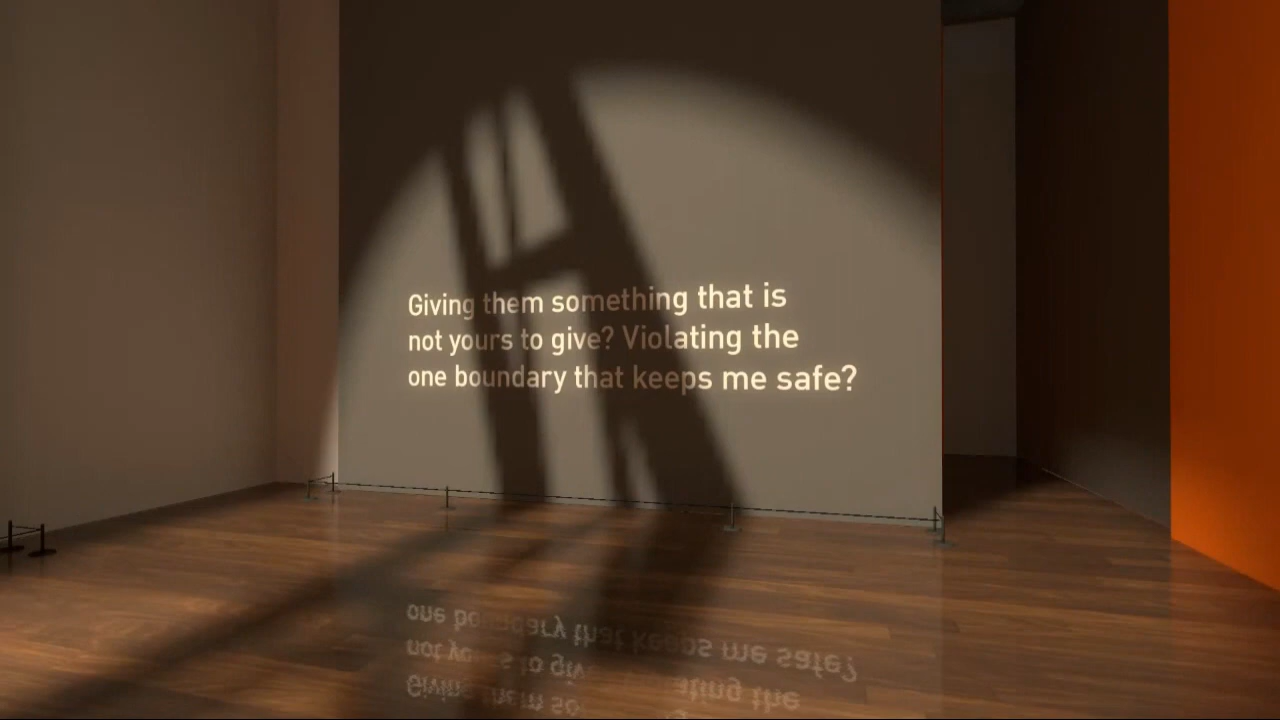 Giving them something that is
not yours to give? Violating the
one boundary that keeps me safe?